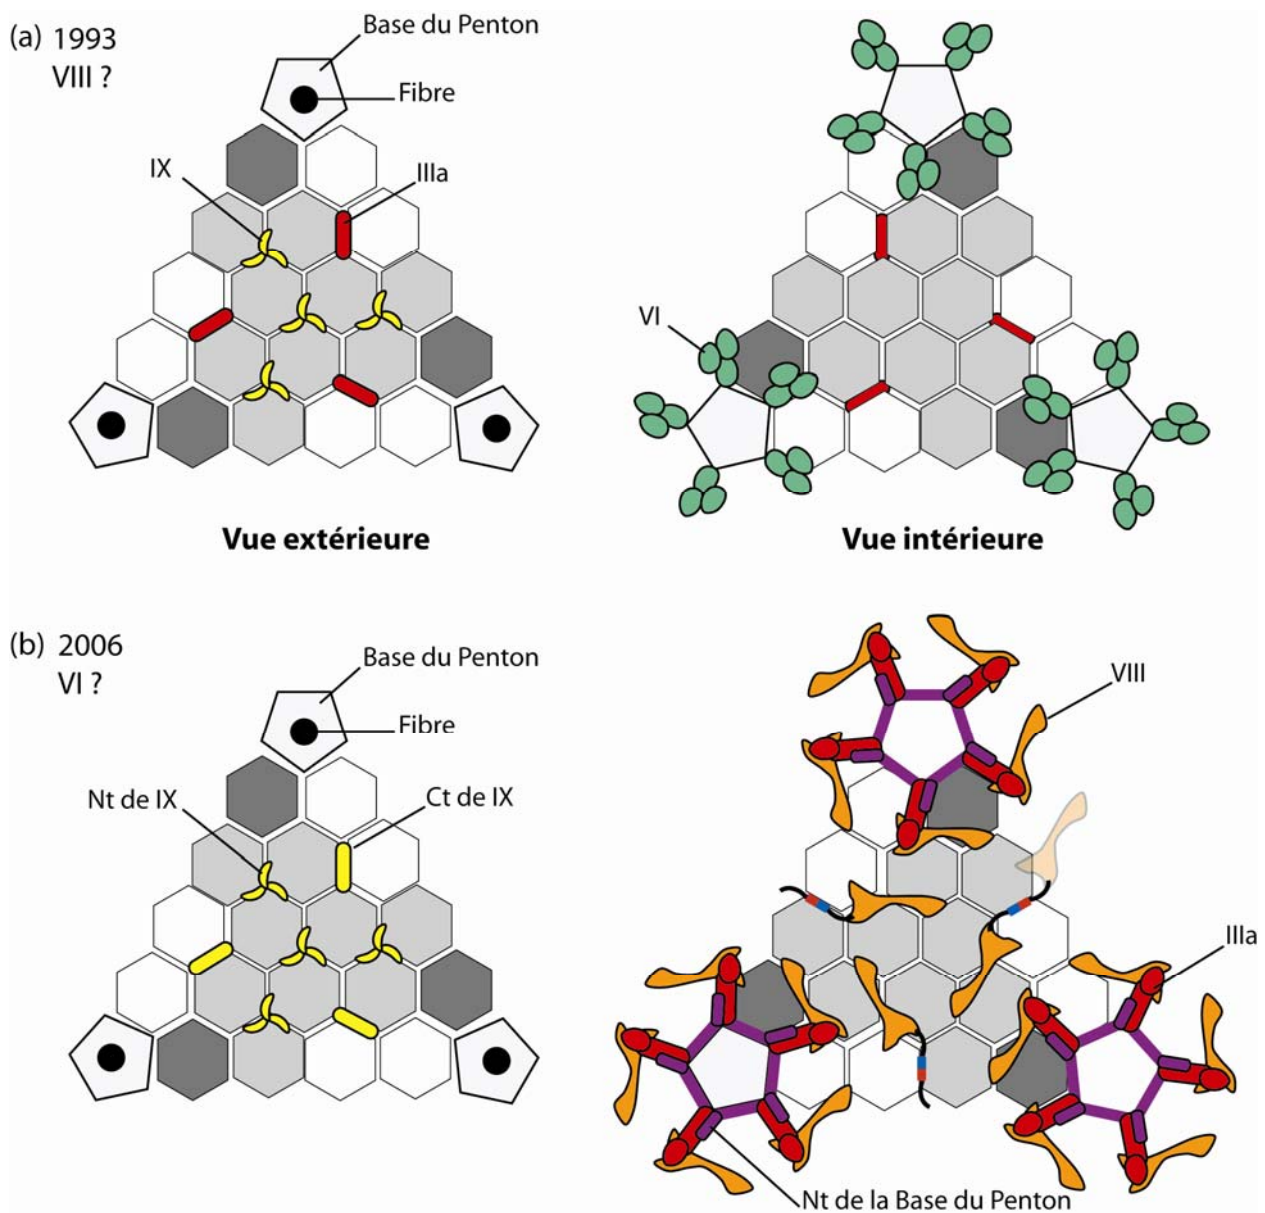 (a) 1993
VIII ?
Base du Penton
Fibre
IX
IIIa
VI
Vue extérieure
Vue intérieure
(b) 2006
VI ?
Base du Penton
Fibre
Nt de IX
Ct de IX
VIII
IIIa
Nt de la Base du Penton